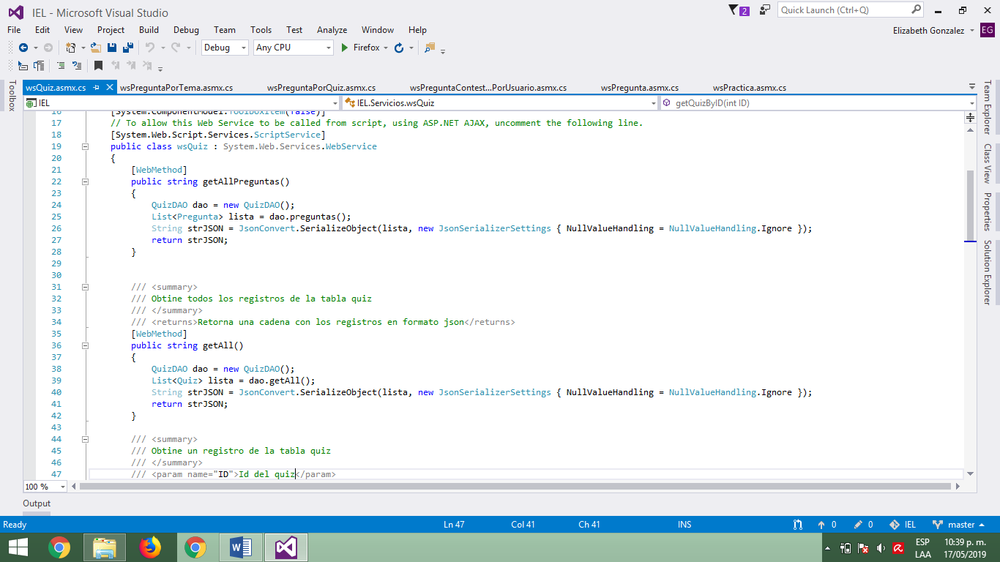 IEL - Microsoft Visual Studio
2
Quick Launch (Ctrl+Q)
File Edit View Project Build Debug Team Tools Test Analyze Window Help
Elizabeth Gonzalez EG
Debug Any CPU Firefox
Toolbox
wsQuiz.asmx.cs wsPreguntaPorTema.asmx.cs wsPreguntaPorQuiz.asmx.cs wsPreguntaContest...PorUsuario.asmx.cs wsPregunta.asmx.cs wsPractica.asmx.cs
IEL IEL.Servicios.wsQuiz getQuizByID(int ID)
16 [System.ComponentModel.ToolboxItem(false)]
17 // To allow this Web Service to be called from script, using ASP.NET AJAX, uncomment the following line.
18 [System.Web.Script.Services.ScriptService]
19 public class wsQuiz : System.Web.Services.WebService
20 {
21 [WebMethod]
22 public string getAllPreguntas()
23 {
24 QuizDAO dao = new QuizDAO();
25 List<Pregunta> lista = dao.preguntas();
26 String strJSON = JsonConvert.SerializeObject(lista, new JsonSerializerSettings { NullValueHandling = NullValueHandling.Ignore });
27 return strJSON;
28 }
29
30
31 /// <summary>
32 /// Obtine todos los registros de la tabla quiz
33 /// </summary>
34 /// <returns>Retorna una cadena con los registros en formato json</returns>
35 [WebMethod]
36 public string getAll()
37 {
38 QuizDAO dao = new QuizDAO();
39 List<Quiz> lista = dao.getAll();
40 String strJSON = JsonConvert.SerializeObject(lista, new JsonSerializerSettings { NullValueHandling = NullValueHandling.Ignore });
41 return strJSON;
42 }
43
44 /// <summary>
45 /// Obtine un registro de la tabla quiz
46 /// </summary>
47 /// <param name="ID">Id del quiz</param>
Team Explorer
Class View
Properties
Solution Explorer
100 %
Output
Ready Ln 47 Col 41 Ch 41 INS 0 0 IEL master
ESP 10:39 p. m.
LAA 17/05/2019